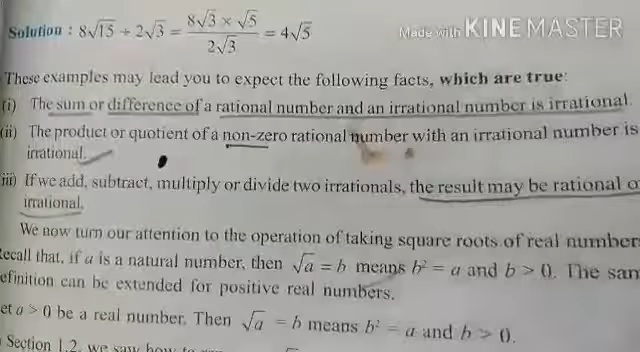 Solution : 8√15 ÷ 2√3 = (8√3 × √5)/(2√3) = 4√5
Made with KINEMASTER
These examples may lead you to expect the following facts, which are true:
(i) The sum or difference of a rational number and an irrational number is irrational.
(ii) The product or quotient of a non-zero rational number with an irrational number is
irrational.
iii) If we add, subtract, multiply or divide two irrationals, the result may be rational o
irrational.
We now turn our attention to the operation of taking square roots of real number
Recall that, if a is a natural number, then √a = b means b² = a and b > 0. The sam
efinition can be extended for positive real numbers.
et a > 0 be a real number. Then √a = b means b² = a and b > 0.
Section 1.2, we saw how to